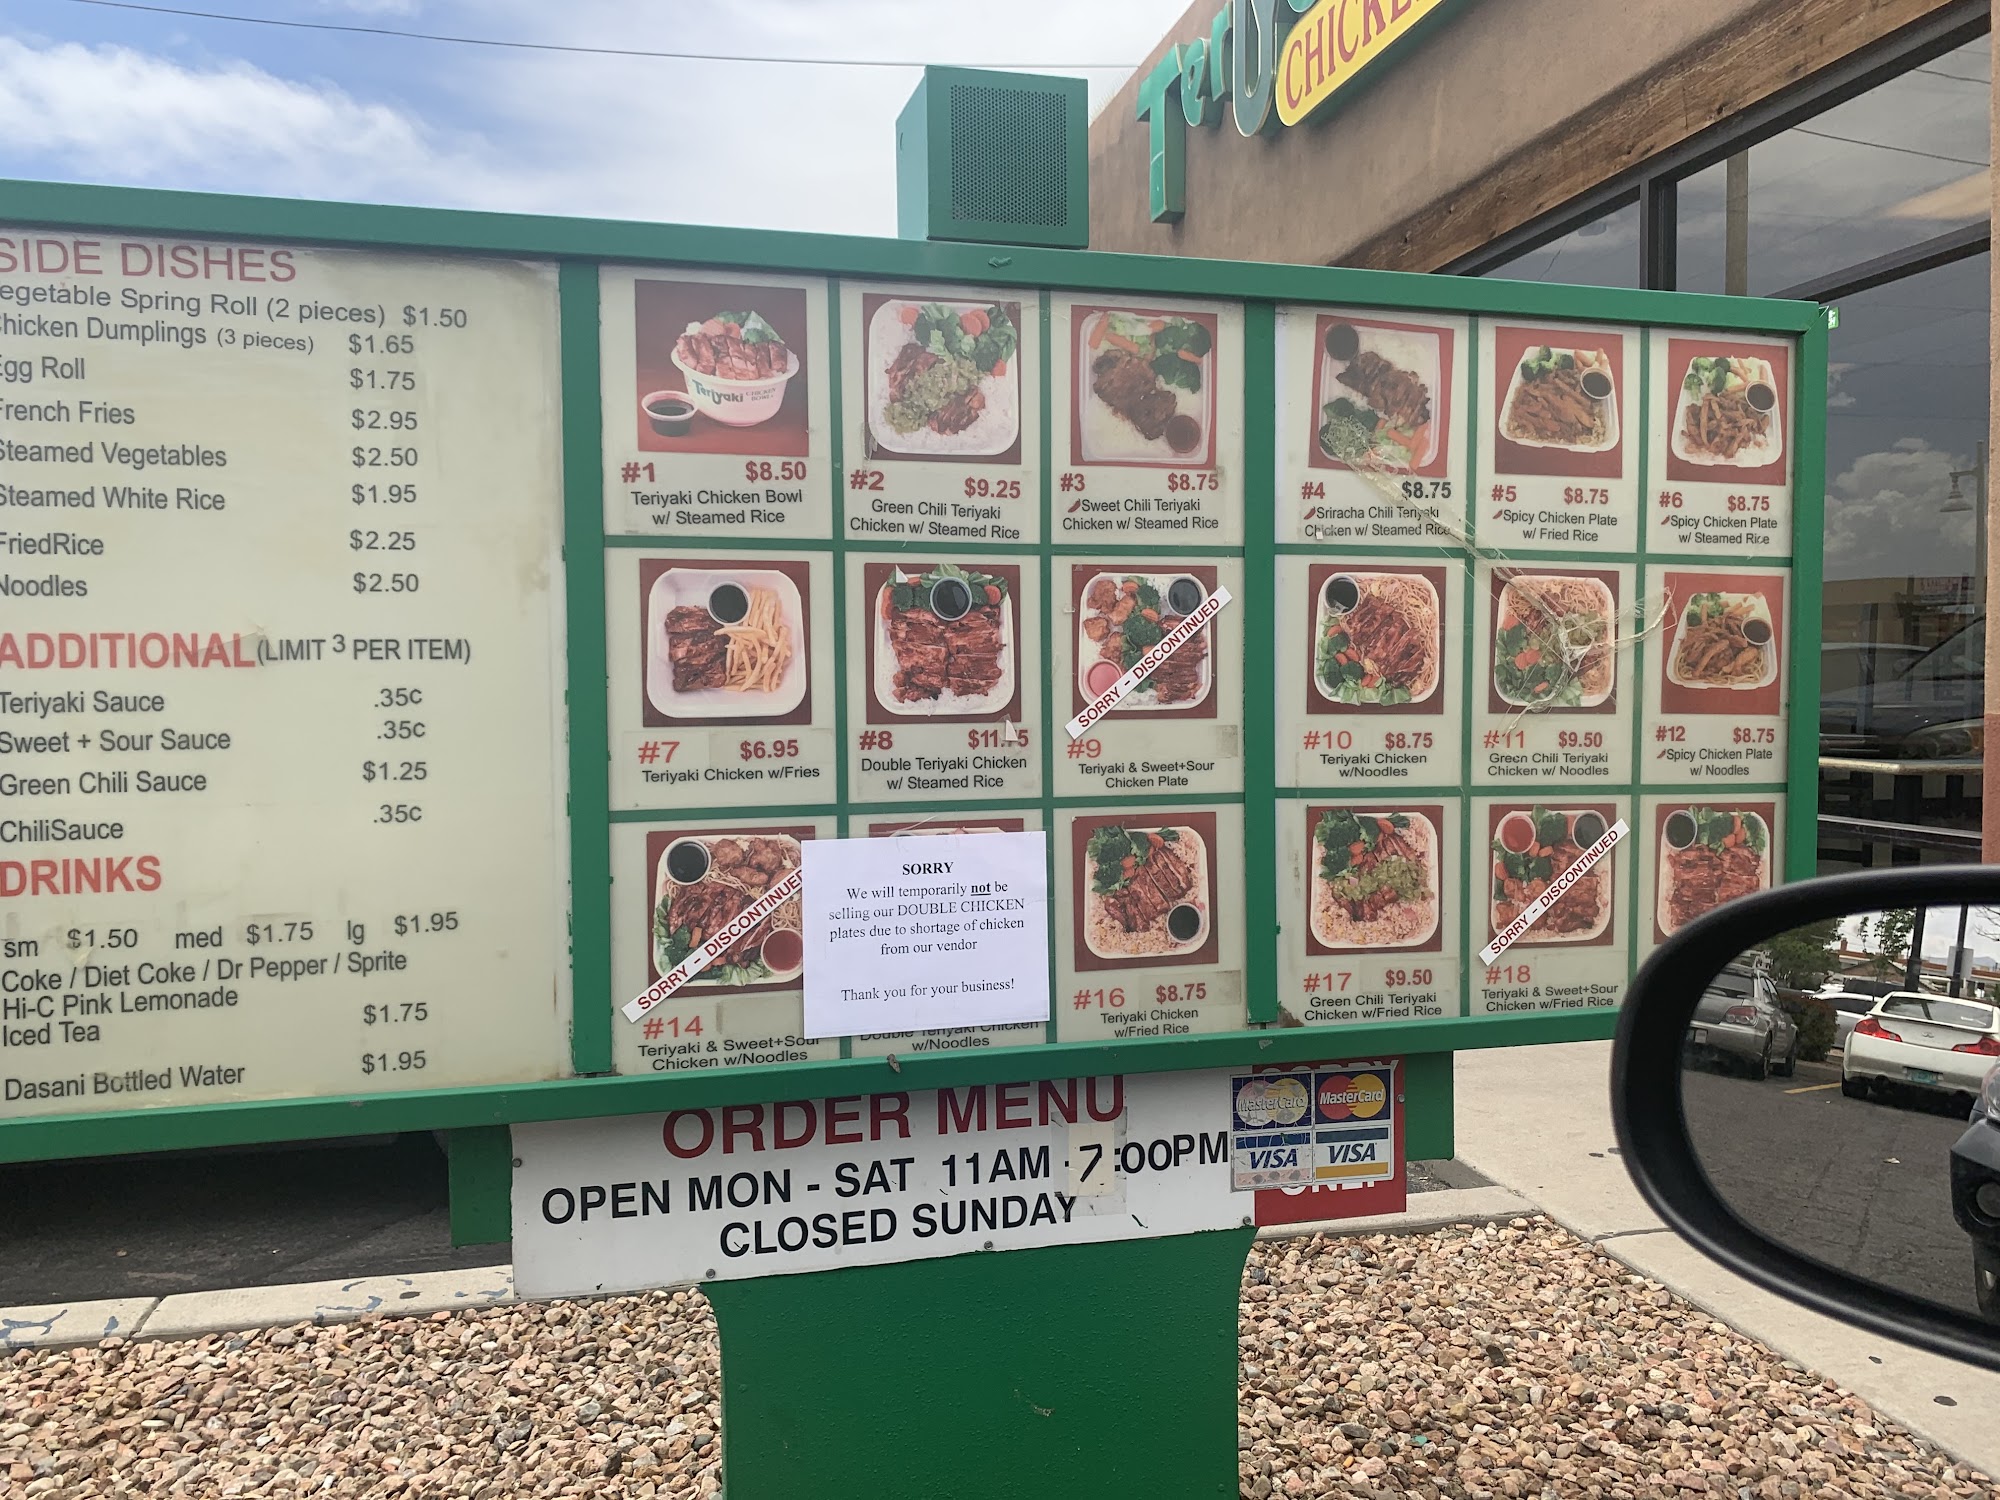 Teriy
CHICKE
SIDE DISHES
egetable Spring Roll (2 pieces) $1.50
hicken Dumplings (3 pieces) $1.65
gg Roll $1.75
French Fries $2.95
Steamed Vegetables $2.50
Steamed White Rice $1.95
FriedRice $2.25
Noodles $2.50
ADDITIONAL (LIMIT 3 PER ITEM)
Teriyaki Sauce .35c
Sweet + Sour Sauce .35c
Green Chili Sauce $1.25
ChiliSauce .35c
DRINKS
sm $1.50 med $1.75 lg $1.95
Coke / Diet Coke / Dr Pepper / Sprite
Hi-C Pink Lemonade
Iced Tea $1.75
Dasani Bottled Water $1.95
Teriyaki
#1 $8.50
Teriyaki Chicken Bowl
w/ Steamed Rice
#2 $9.25
Green Chili Teriyaki
Chicken w/ Steamed Rice
#3 $8.75
Sweet Chili Teriyaki
Chicken w/ Steamed Rice
#4 $8.75
Sriracha Chili Teriyaki
Chicken w/ Steamed Rice
#5 $8.75
Spicy Chicken Plate
w/ Fried Rice
#6 $8.75
Spicy Chicken Plate
w/ Steamed Rice
#7 $6.95
Teriyaki Chicken w/Fries
#8 $11.75
Double Teriyaki Chicken
w/ Steamed Rice
SORRY - DISCONTINUED
#9
Teriyaki & Sweet+Sour
Chicken Plate
#10 $8.75
Teriyaki Chicken
w/Noodles
#11 $9.50
Green Chili Teriyaki
Chicken w/ Noodles
#12 $8.75
Spicy Chicken Plate
w/ Noodles
SORRY - DISCONTINUED
#14
Teriyaki & Sweet+Sour
Chicken w/Noodles
SORRY
We will temporarily not be
selling our DOUBLE CHICKEN
plates due to shortage of chicken
from our vendor
Thank you for your business!
Double Teriyaki Chicken
w/Noodles
#16 $8.75
Teriyaki Chicken
w/Fried Rice
#17 $9.50
Green Chili Teriyaki
Chicken w/Fried Rice
SORRY - DISCONTINUED
#18
Teriyaki & Sweet+Sour
Chicken w/Fried Rice
ORDER MENU
OPEN MON - SAT 11AM - 7:00PM
CLOSED SUNDAY
SORRY
MasterCard
MasterCard
VISA
VISA
ONLY